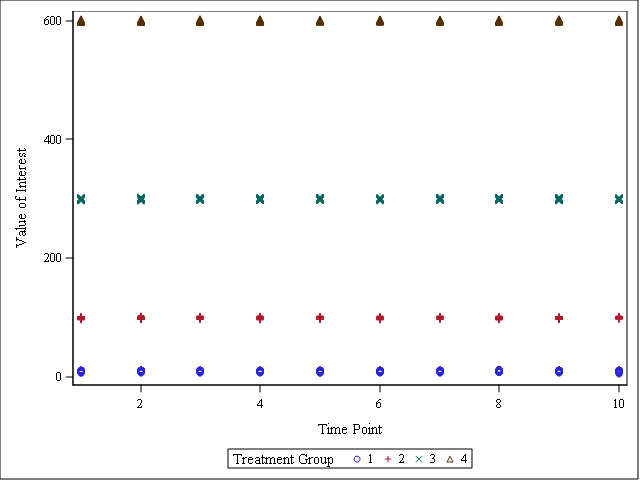 600
400
200
0
Value of Interest
2 4 6 8 10
Time Point
Treatment Group 1 2 3 4